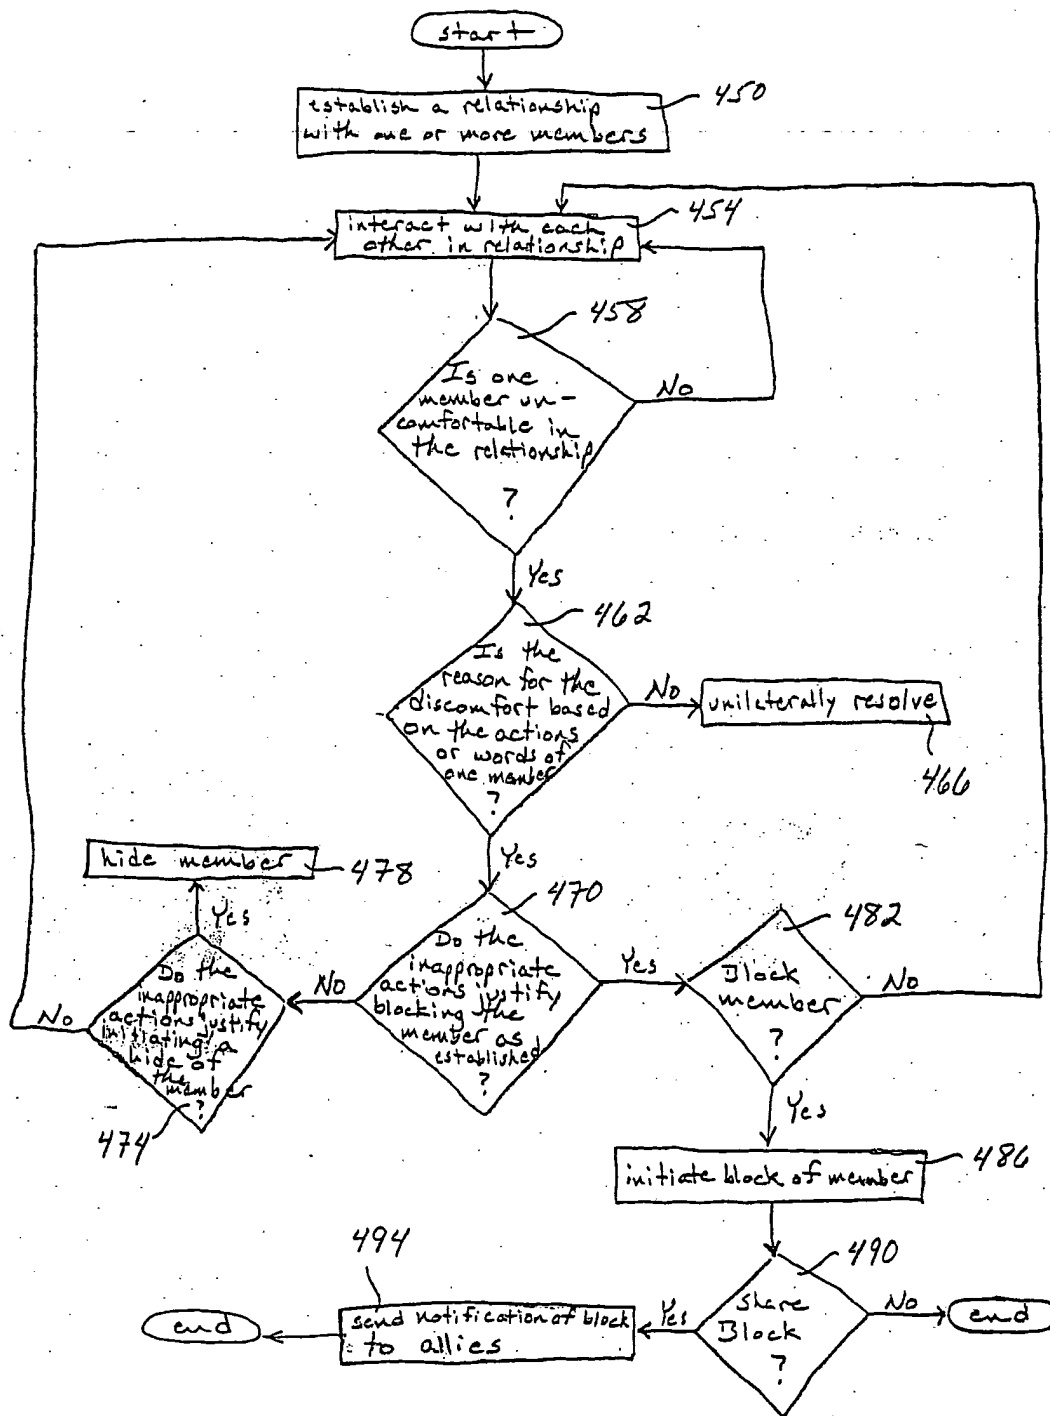 start
establish a relationship
with one or more members
450
interact with each
other in relationship
454
458
Is one
member un-
comfortable in
the relationship
?
No
Yes
462
Is the
reason for the
discomfort based
on the actions
or words of
one member
?
No
unilaterally resolve
466
Yes
hide member
478
Yes
470
Do the
inappropriate
actions justify
blocking the
member as
established
?
No
Yes
Do the
inappropriate
actions justify
initiating a
hide of
the member
?
No
474
482
Block
member
?
No
Yes
initiate block of member
486
490
Share
Block
?
No
end
Yes
494
send notification of block
to allies
end